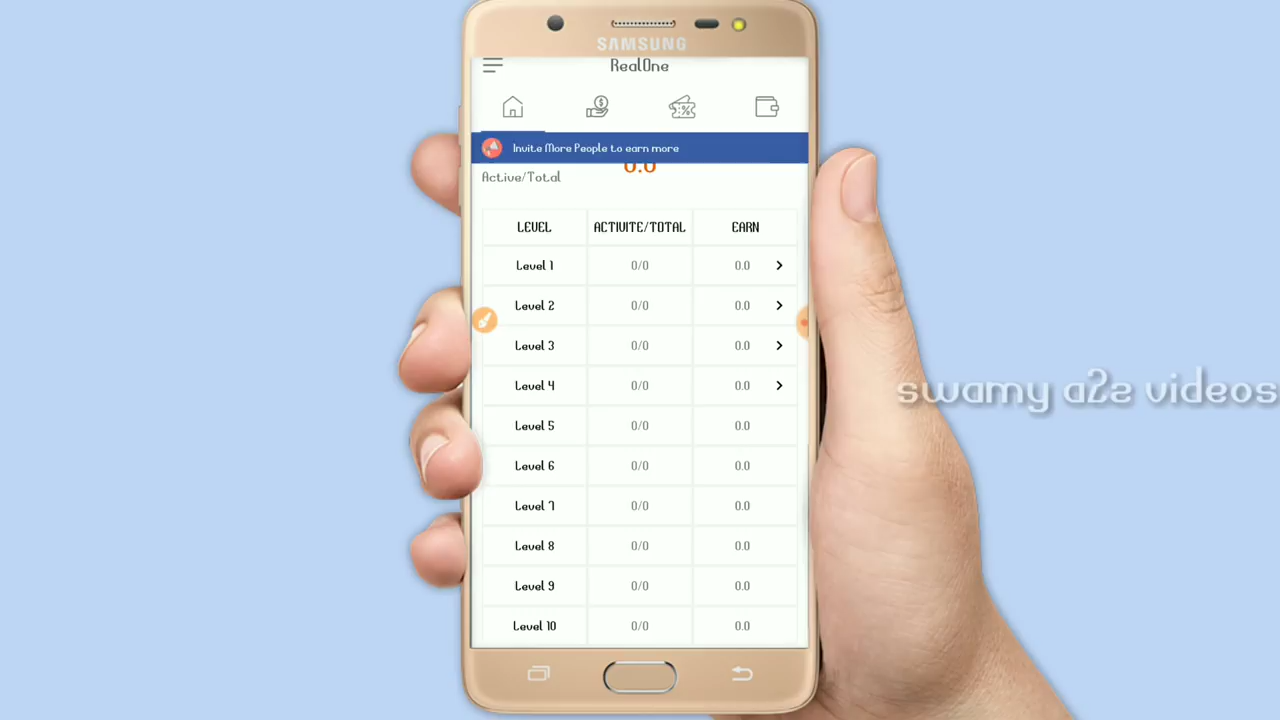 SAMSUNG
RealOne
Invite More People to earn more
0.0
Active/Total
LEVEL ACTIVITE/TOTAL EARN
Level 1 0/0 0.0
Level 2 0/0 0.0
Level 3 0/0 0.0
Level 4 0/0 0.0
Level 5 0/0 0.0
Level 6 0/0 0.0
Level 7 0/0 0.0
Level 8 0/0 0.0
Level 9 0/0 0.0
Level 10 0/0 0.0
swamy a2z videos